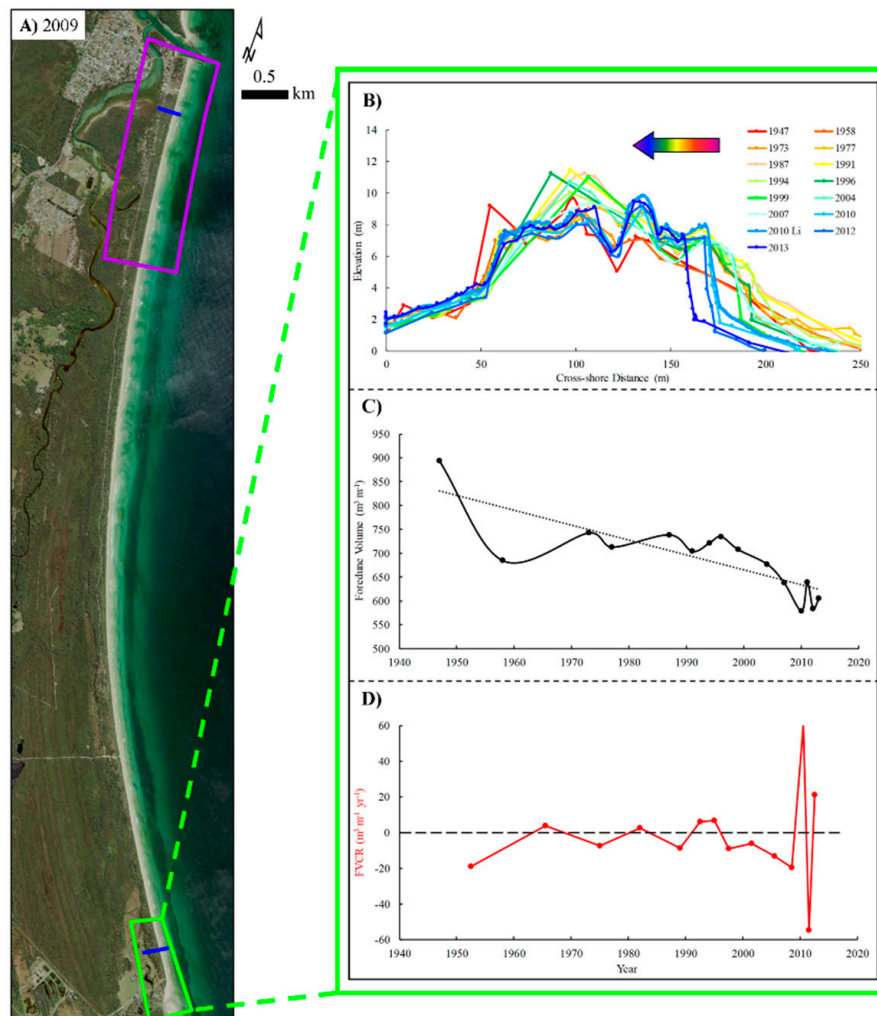 A) 2009
N
0.5
km
B)
14
12
10
8
6
4
2
0
Elevation (m)
0 50 100 150 200 250
Cross-shore Distance (m)
1947 1958
1973 1977
1987 1991
1994 1996
1999 2004
2007 2010
2010 Li 2012
2013
C)
950
900
850
800
750
700
650
600
550
500
Foredune Volume (m³ m⁻¹)
1940 1950 1960 1970 1980 1990 2000 2010 2020
D)
60
40
20
0
-20
-40
-60
FVCR (m³ m⁻¹ yr⁻¹)
1940 1950 1960 1970 1980 1990 2000 2010 2020
Year